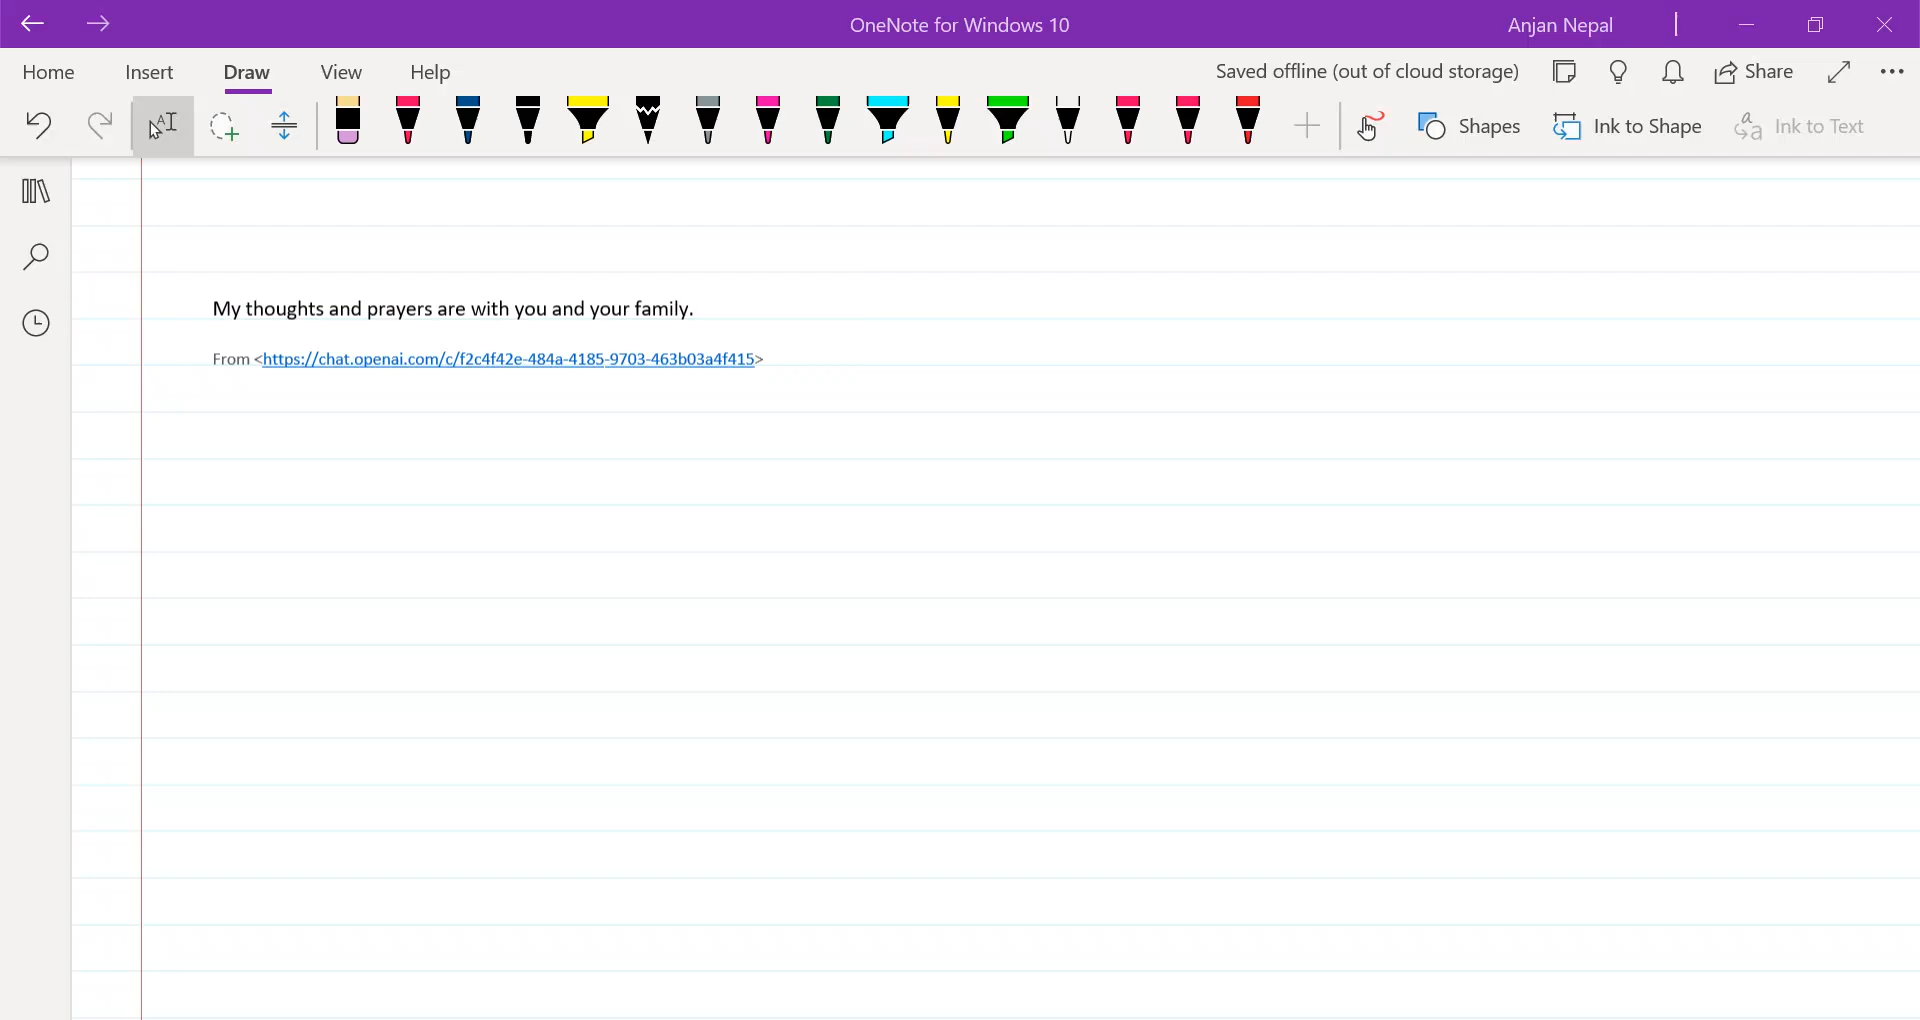 OneNote for Windows 10
Anjan Nepal
Home Insert Draw View Help
Saved offline (out of cloud storage)
Share
Shapes
Ink to Shape
Ink to Text
My thoughts and prayers are with you and your family.
From <https://chat.openai.com/c/f2c4f42e-484a-4185-9703-463b03a4f415>